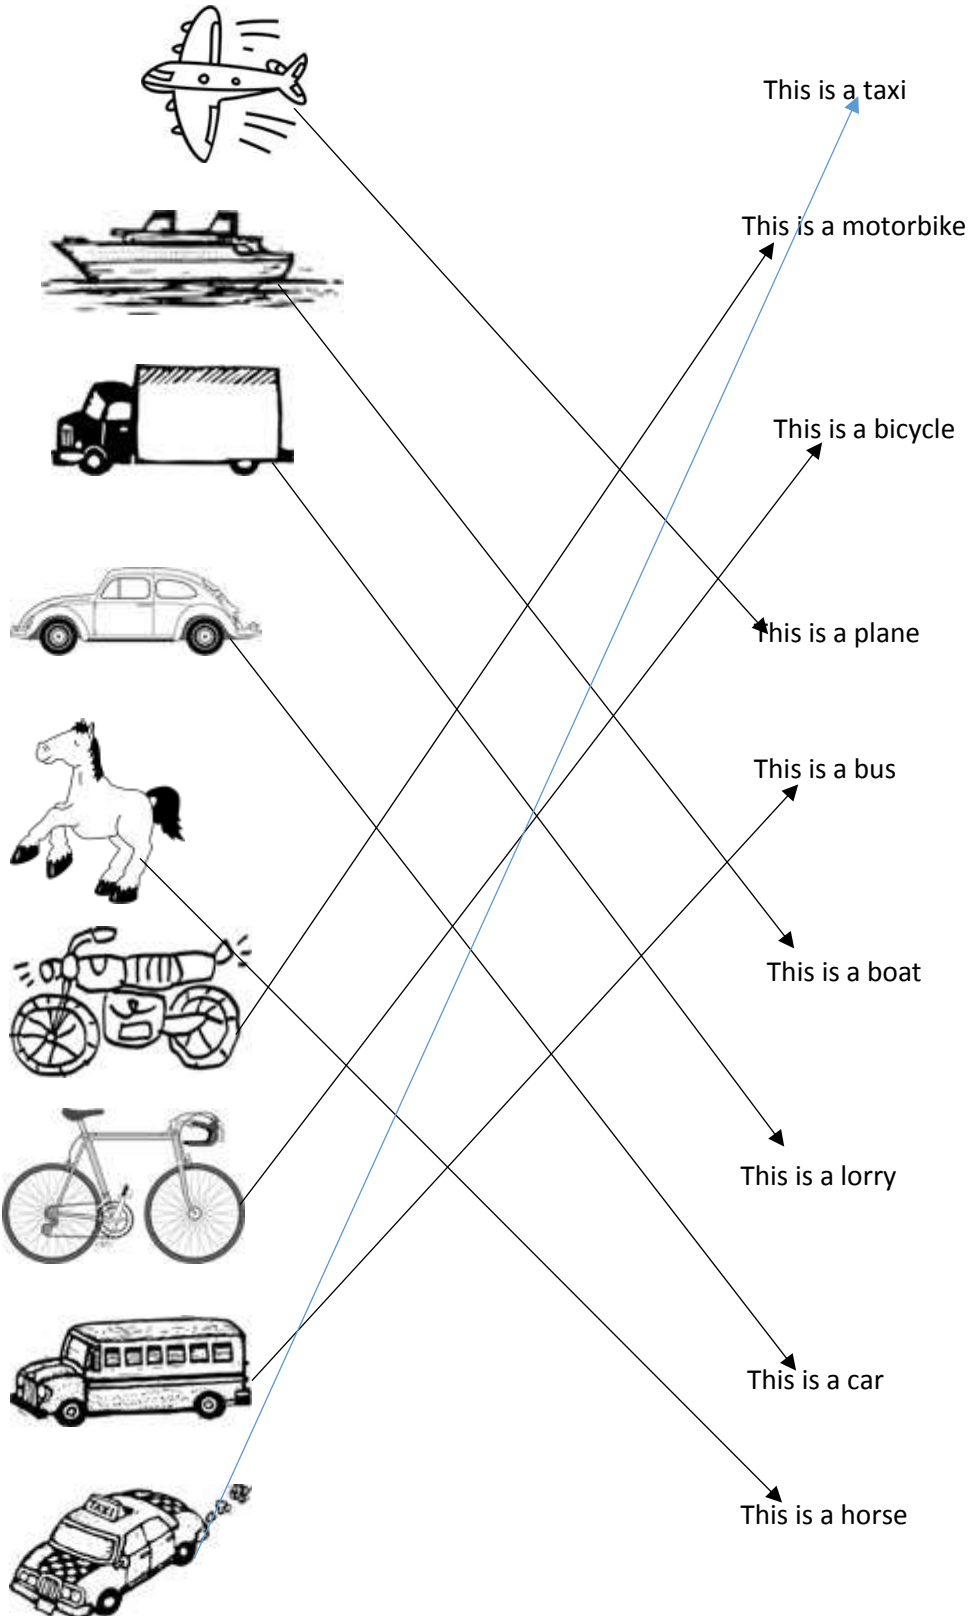 This is a taxi
This is a motorbike
This is a bicycle
This is a plane
This is a bus
This is a boat
This is a lorry
This is a car
This is a horse
TAXI